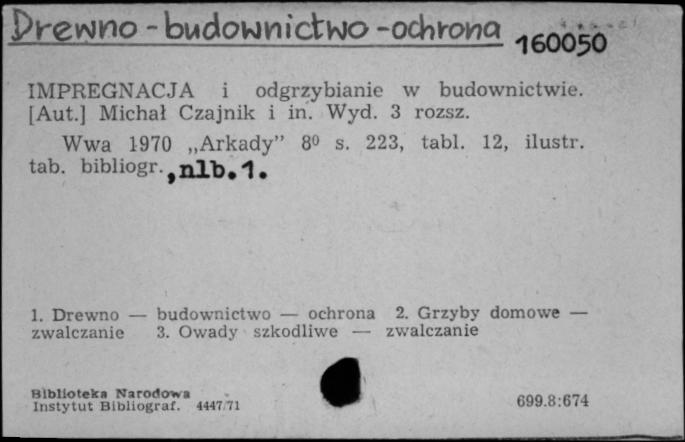 Drewno - budownictwo - ochrona
160050
IMPREGNACJA i odgrzybianie w budownictwie.
[Aut.] Michał Czajnik i in. Wyd. 3 rozsz.
Wwa 1970 „Arkady” 8⁰ s. 223, tabl. 12, ilustr.
tab. bibliogr., nlb. 1.
1. Drewno — budownictwo — ochrona 2. Grzyby domowe —
zwalczanie 3. Owady szkodliwe — zwalczanie
Biblioteka Narodowa
Instytut Bibliograf. 4447/71
699.8:674